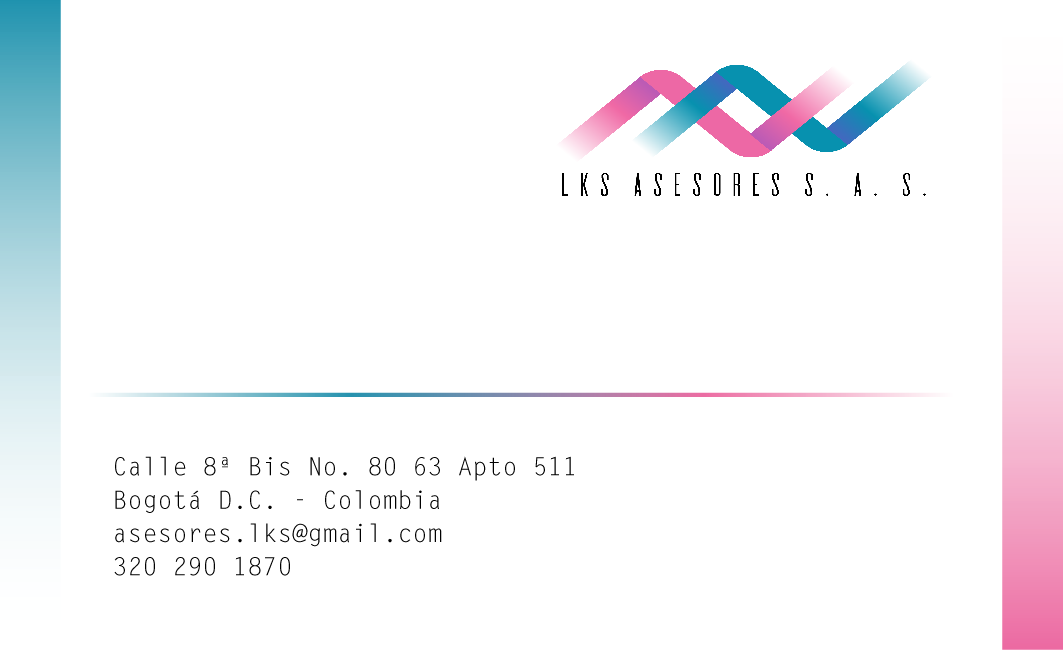 LKS ASESORES S. A. S.
Calle 8ª Bis No. 80 63 Apto 511
Bogotá D.C. - Colombia
asesores.lks@gmail.com
320 290 1870